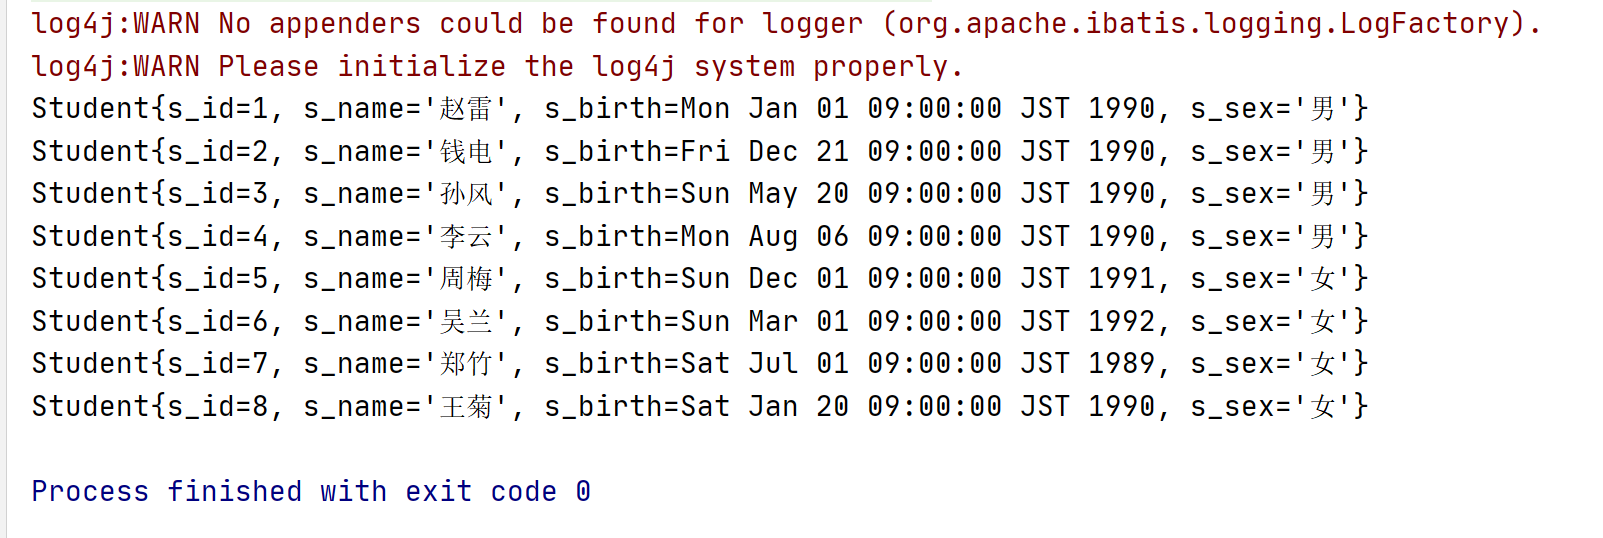 log4j:WARN No appenders could be found for logger (org.apache.ibatis.logging.LogFactory).
log4j:WARN Please initialize the log4j system properly.
Student{s_id=1, s_name='赵雷', s_birth=Mon Jan 01 09:00:00 JST 1990, s_sex='男'}
Student{s_id=2, s_name='钱电', s_birth=Fri Dec 21 09:00:00 JST 1990, s_sex='男'}
Student{s_id=3, s_name='孙风', s_birth=Sun May 20 09:00:00 JST 1990, s_sex='男'}
Student{s_id=4, s_name='李云', s_birth=Mon Aug 06 09:00:00 JST 1990, s_sex='男'}
Student{s_id=5, s_name='周梅', s_birth=Sun Dec 01 09:00:00 JST 1991, s_sex='女'}
Student{s_id=6, s_name='吴兰', s_birth=Sun Mar 01 09:00:00 JST 1992, s_sex='女'}
Student{s_id=7, s_name='郑竹', s_birth=Sat Jul 01 09:00:00 JST 1989, s_sex='女'}
Student{s_id=8, s_name='王菊', s_birth=Sat Jan 20 09:00:00 JST 1990, s_sex='女'}
Process finished with exit code 0